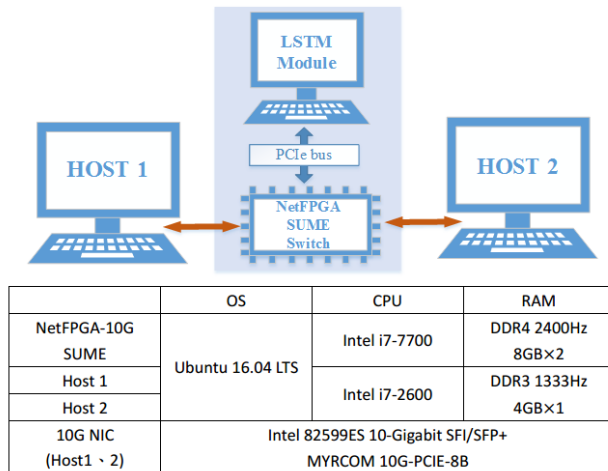 LSTM
Module
PCIe bus
HOST 1
HOST 2
NetFPGA
SUME
Switch
OS CPU RAM
NetFPGA-10G
SUME
Ubuntu 16.04 LTS
Intel i7-7700
DDR4 2400Hz
8GB×2
Host 1
Host 2
Intel i7-2600
DDR3 1333Hz
4GB×1
10G NIC
(Host1、2)
Intel 82599ES 10-Gigabit SFI/SFP+
MYRCOM 10G-PCIE-8B